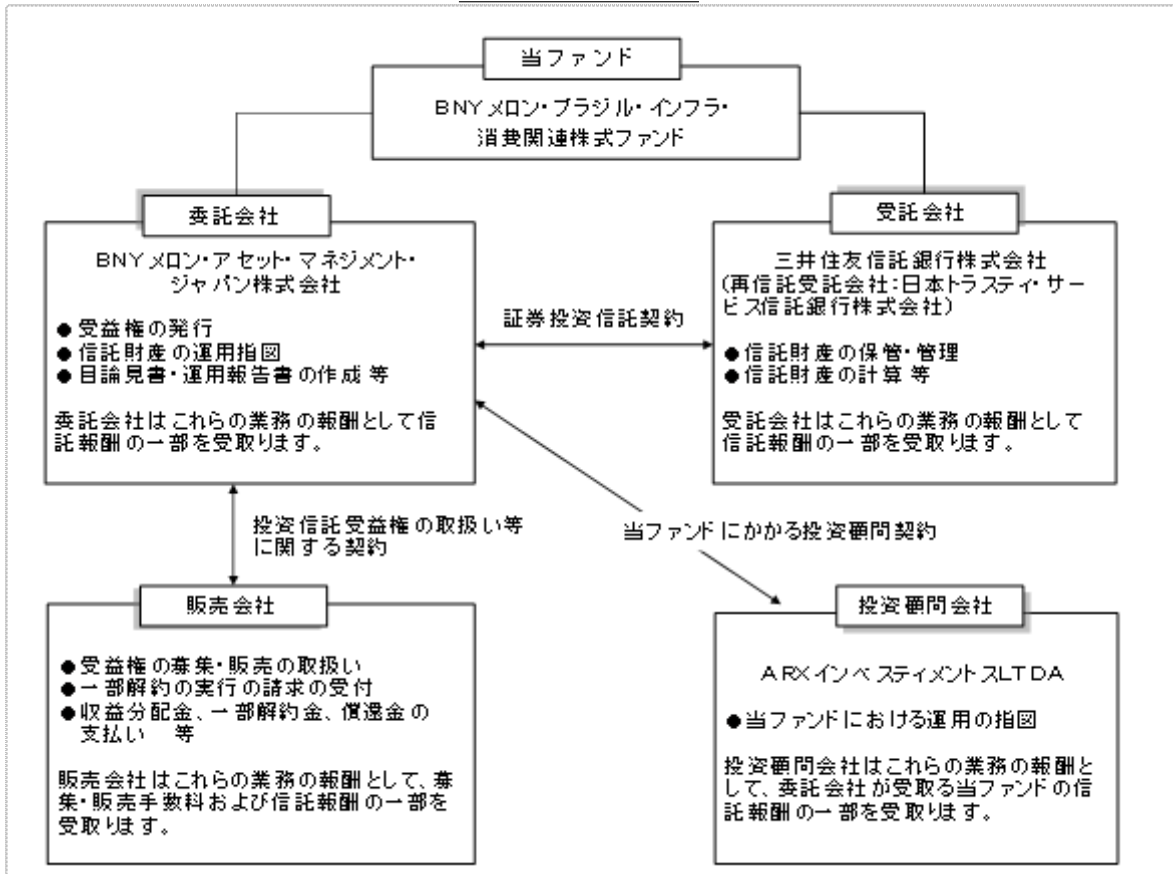 当ファンド
BNYメロン・ブラジル・インフラ・
消費関連株式ファンド
委託会社
BNYメロン・アセット・マネジメント・
ジャパン株式会社
●受益権の発行
●信託財産の運用指図
●目論見書・運用報告書の作成 等
委託会社はこれらの業務の報酬として信
託報酬の一部を受取ります。
受託会社
三井住友信託銀行株式会社
(再信託受託会社:日本トラスティ・サー
ビス信託銀行株式会社)
●信託財産の保管・管理
●信託財産の計算 等
受託会社はこれらの業務の報酬として
信託報酬の一部を受取ります。
証券投資信託契約
投資信託受益権の取扱い等
に関する契約
当ファンドにかかる投資顧問契約
販売会社
●受益権の募集・販売の取扱い
●一部解約の実行の請求の受付
●収益分配金、一部解約金、償還金の
支払い 等
販売会社はこれらの業務の報酬として、募
集・販売手数料および信託報酬の一部を
受取ります。
投資顧問会社
ARXインベスティメントスLTDA
●当ファンドにおける運用の指図
投資顧問会社はこれらの業務の報酬と
して、委託会社が受取る当ファンドの信
託報酬の一部を受取ります。